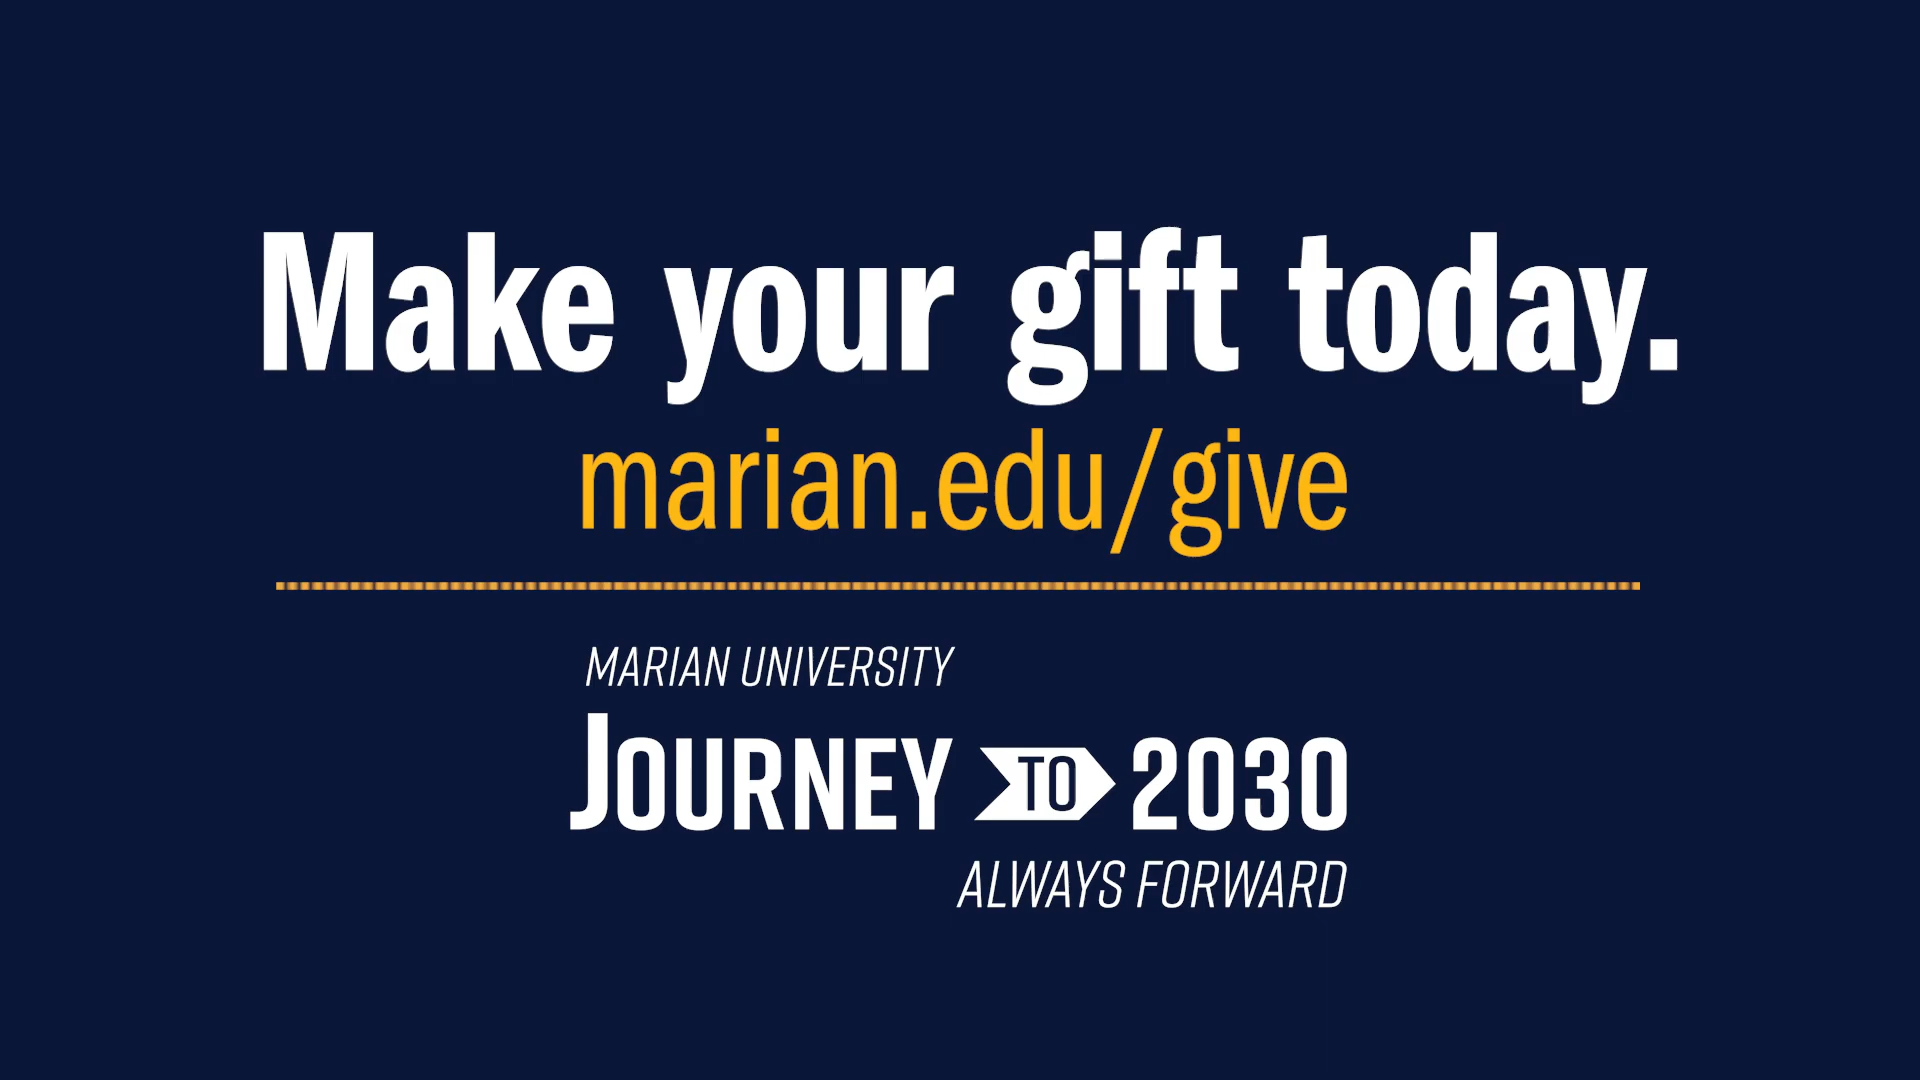 Make your gift today.
marian.edu/give
MARIAN UNIVERSITY
JOURNEY TO 2030
ALWAYS FORWARD